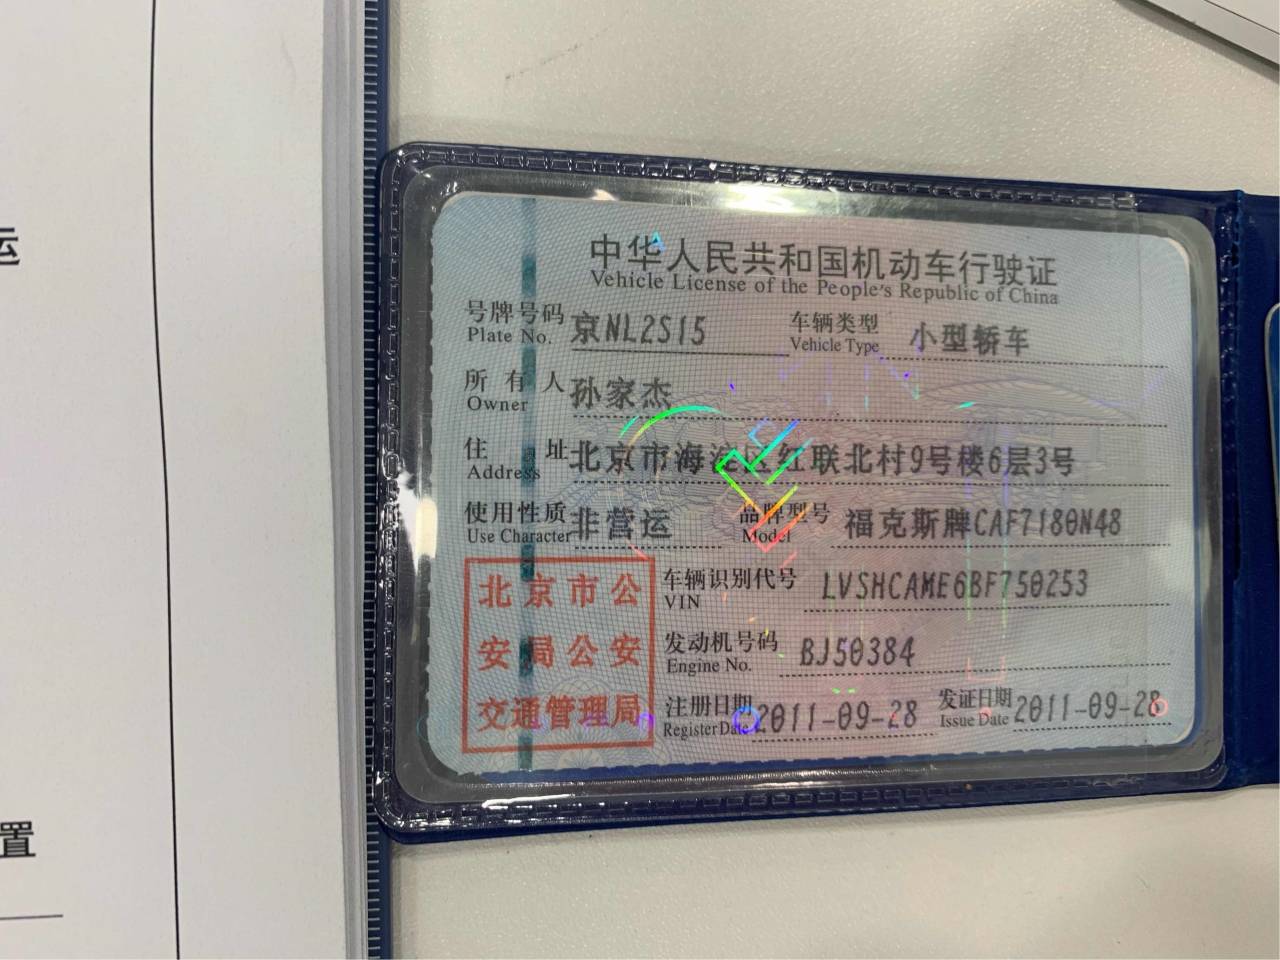 运
置
中华人民共和国机动车行驶证
Vehicle License of the People's Republic of China
号牌号码 京NL2S15 车辆类型 小型轿车
Plate No. Vehicle Type
所有人 孙家杰
Owner
住址 北京市海淀区红联北村9号楼6层3号
Address
使用性质 非营运 品牌型号 福克斯牌CAF7180N48
Use Character Model
北京市公
安局公安
交通管理局
车辆识别代号 LVSHCAME6BF750253
VIN
发动机号码 BJ50384
Engine No.
注册日期 2011-09-28 发证日期 2011-09-28
Register Date Issue Date